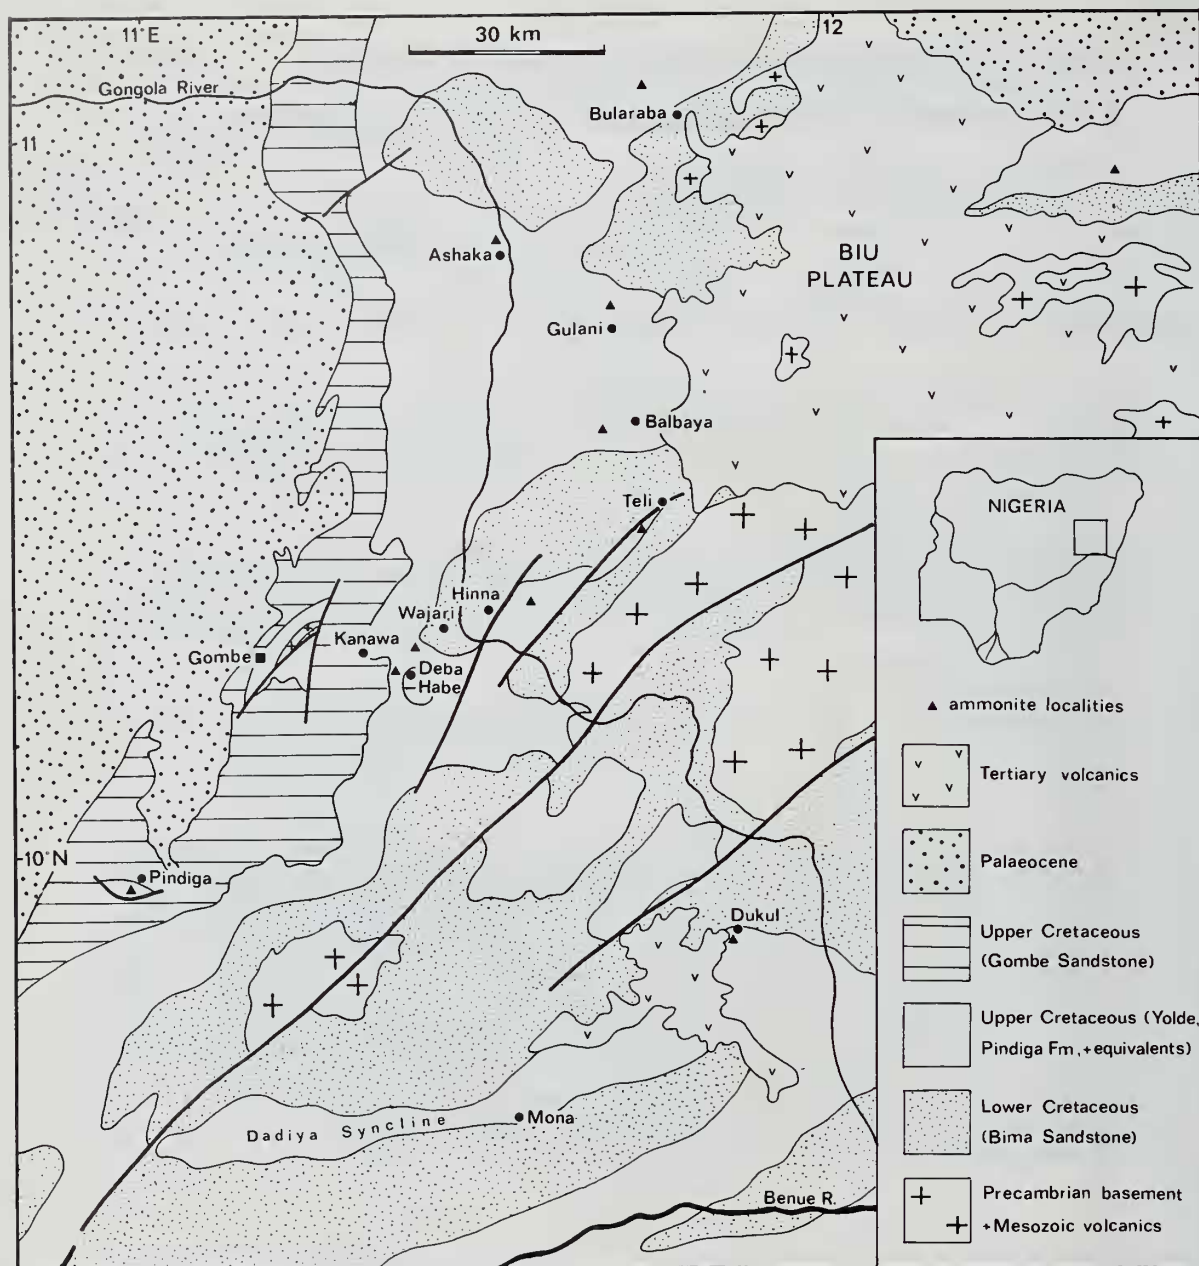 11°E
30 km
12
Gongola River
Bularaba
11
Ashaka
BIU
PLATEAU
Gulani
Balbaya
Teli
NIGERIA
Hinna
Wajari
Kanawa
Gombe
Deba
Habe
ammonite localities
Tertiary volcanics
10°N
Pindiga
Palaeocene
Dukul
Upper Cretaceous
(Gombe Sandstone)
Upper Cretaceous (Yolde,
Pindiga Fm, +equivalents)
Lower Cretaceous
(Bima Sandstone)
Dadiya Syncline
Mona
Precambrian basement
+Mesozoic volcanics
Benue R.